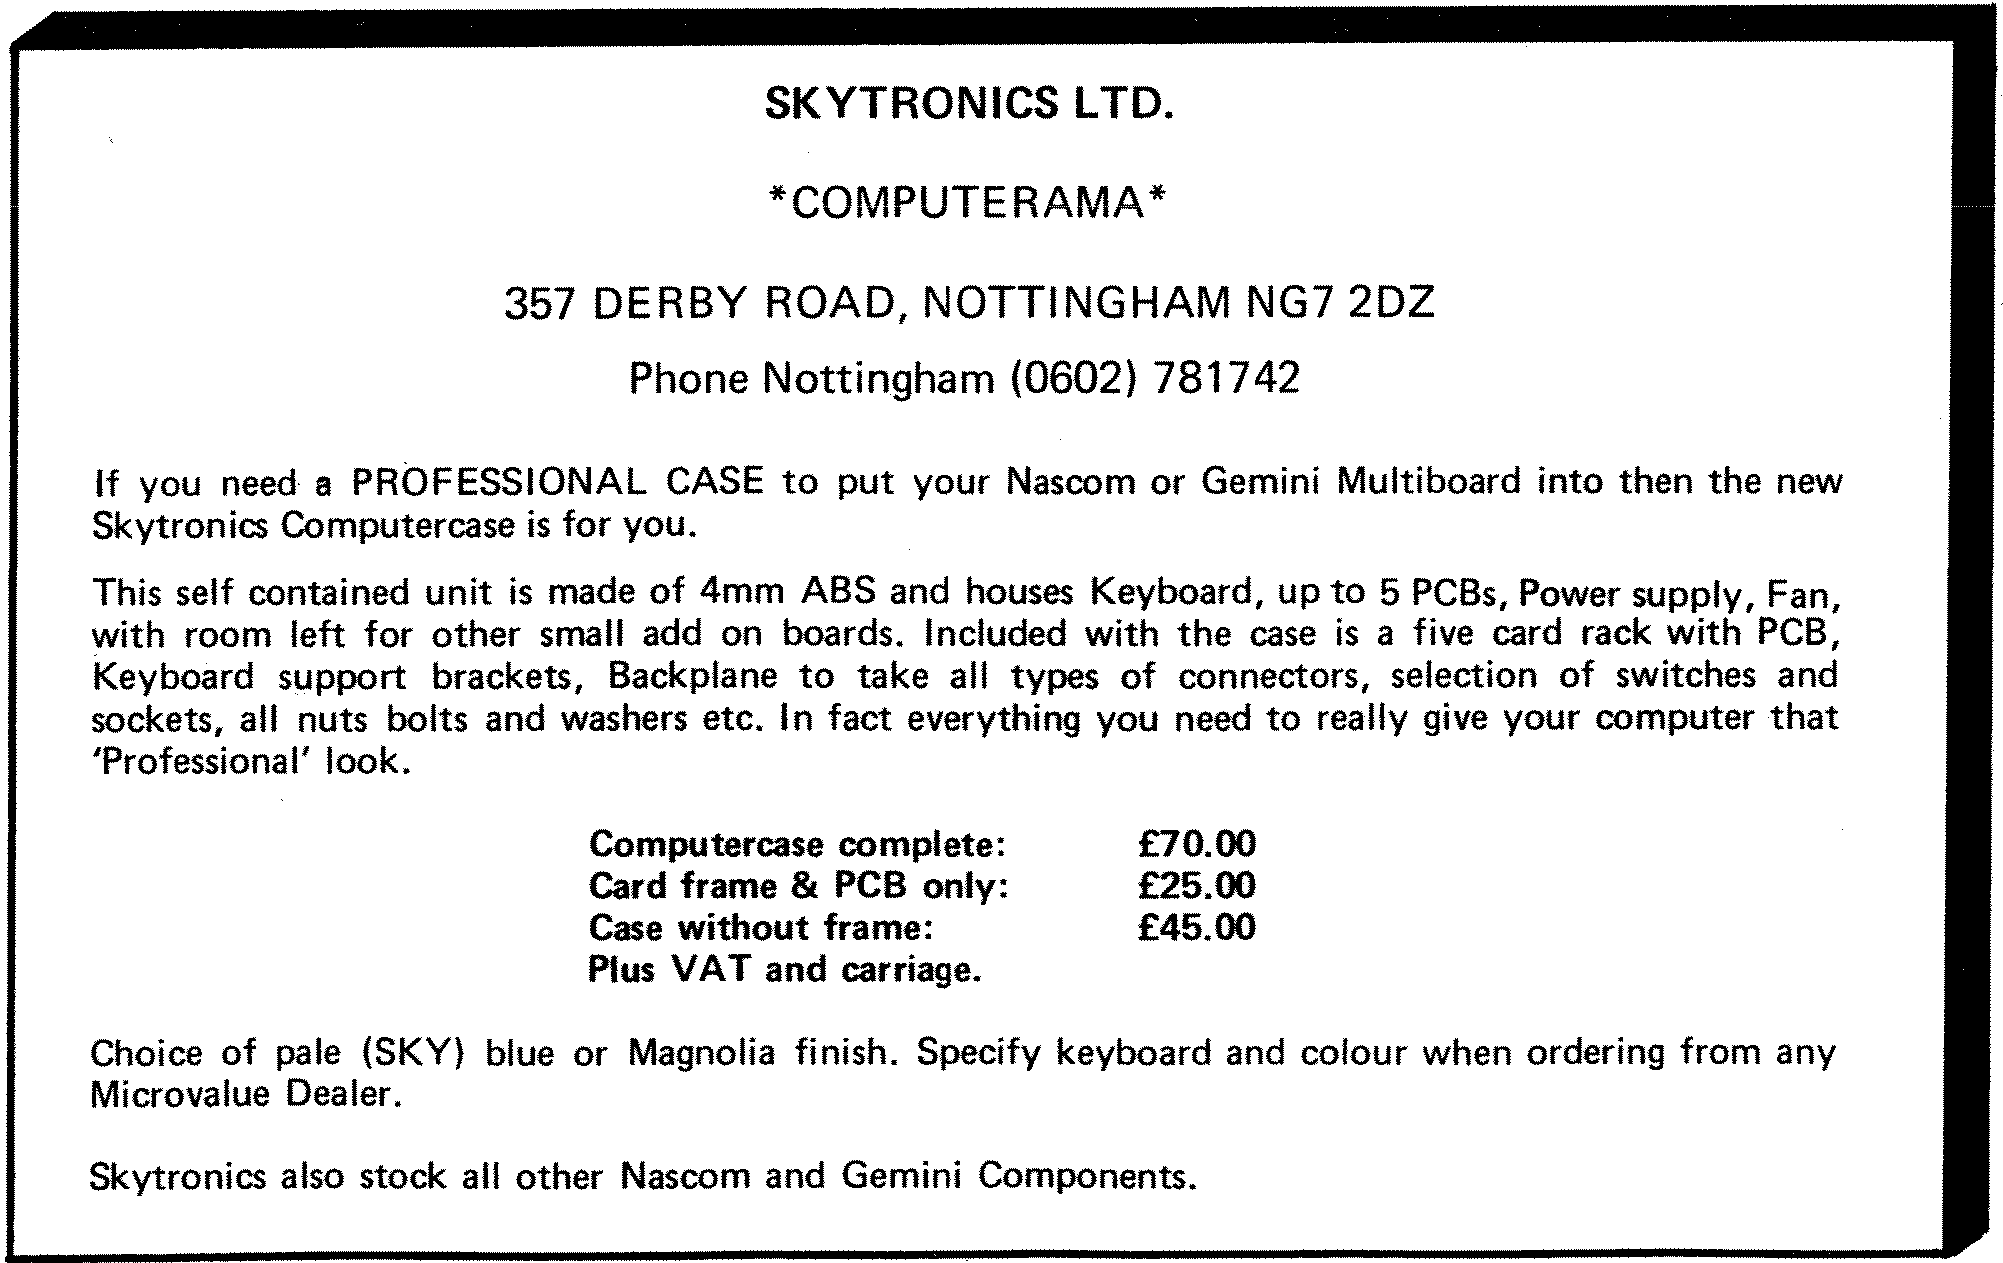 SKYTRONICS LTD.
*COMPUTERAMA*
357 DERBY ROAD, NOTTINGHAM NG7 2DZ
Phone Nottingham (0602) 781742
If you need a PROFESSIONAL CASE to put your Nascom or Gemini Multiboard into then the new
Skytronics Computercase is for you.
This self contained unit is made of 4mm ABS and houses Keyboard, up to 5 PCBs, Power supply, Fan,
with room left for other small add on boards. Included with the case is a five card rack with PCB,
Keyboard support brackets, Backplane to take all types of connectors, selection of switches and
sockets, all nuts bolts and washers etc. In fact everything you need to really give your computer that
'Professional' look.
Computercase complete: £70.00
Card frame & PCB only: £25.00
Case without frame: £45.00
Plus VAT and carriage.
Choice of pale (SKY) blue or Magnolia finish. Specify keyboard and colour when ordering from any
Microvalue Dealer.
Skytronics also stock all other Nascom and Gemini Components.